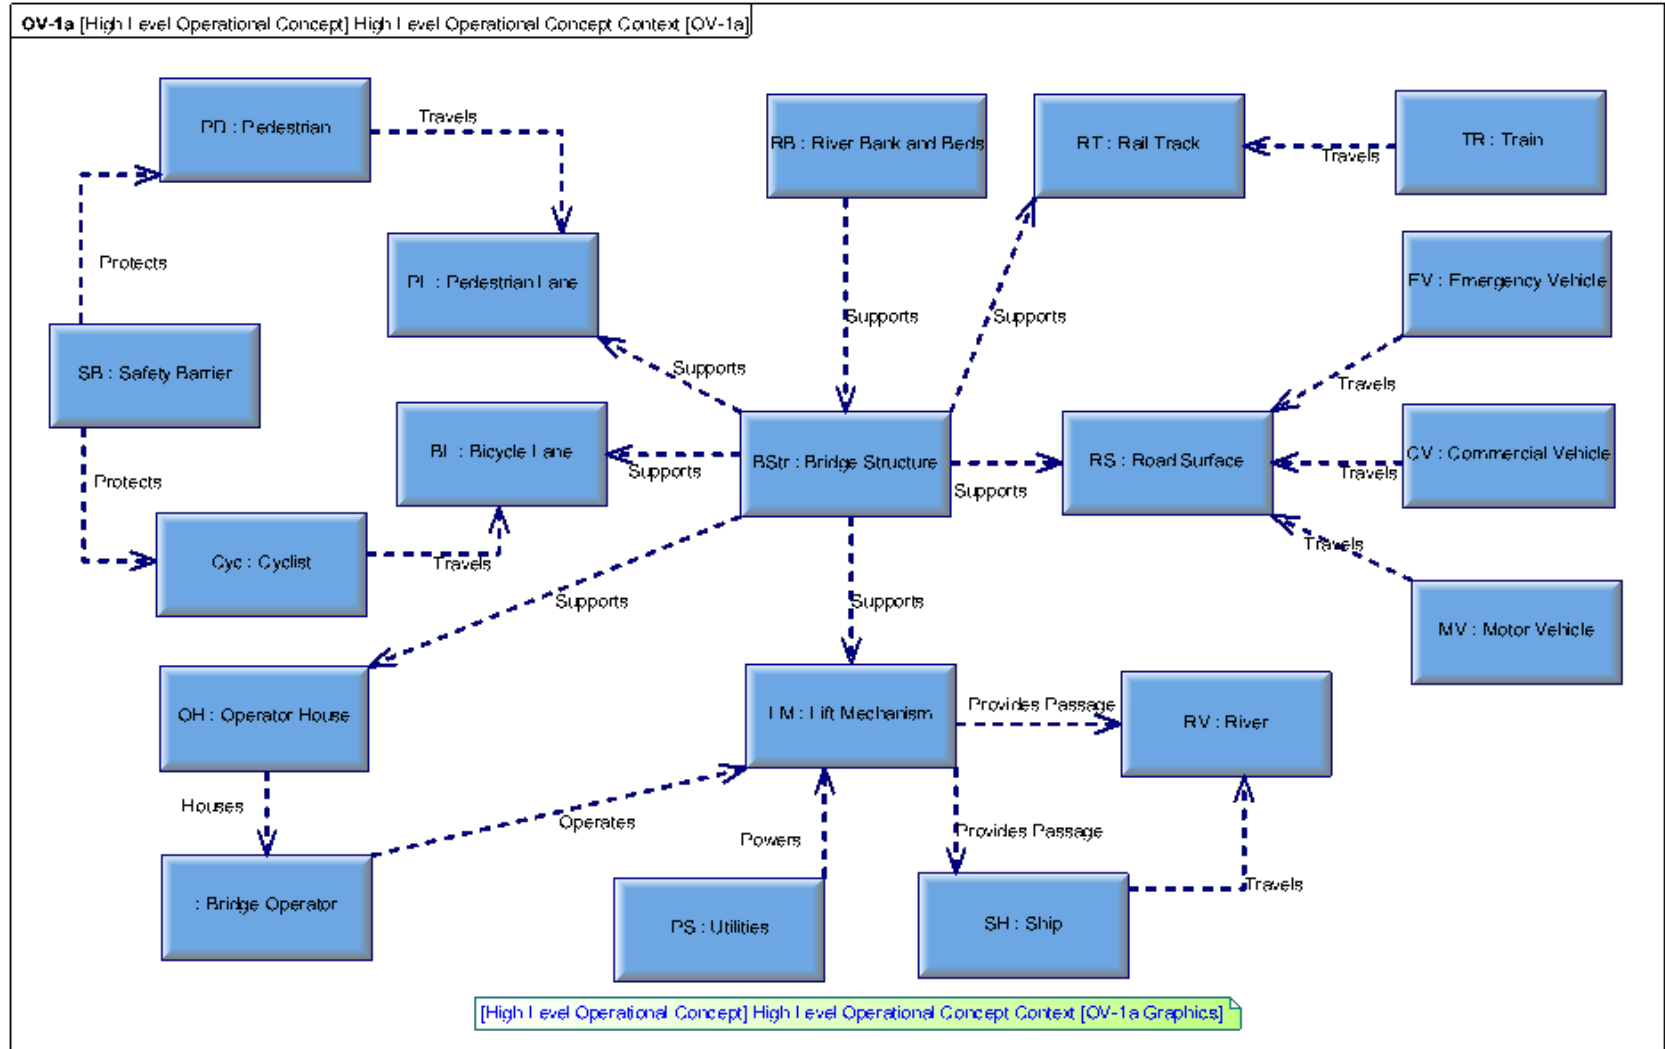 OV-1a [High Level Operational Concept] High Level Operational Concept Context [OV-1a]
PD : Pedestrian
Travels
RB : River Bank and Beds
RT : Rail Track
Travels
TR : Train
Protects
PL : Pedestrian Lane
Supports
Supports
EV : Emergency Vehicle
SB : Safety Barrier
Supports
Travels
Protects
BL : Bicycle Lane
Supports
BStr : Bridge Structure
Supports
RS : Road Surface
Travels
CV : Commercial Vehicle
Cyc : Cyclist
Travels
Supports
Supports
Travels
MV : Motor Vehicle
OH : Operator House
LM : Lift Mechanism
Provides Passage
RV : River
Houses
Operates
Powers
Provides Passage
Travels
: Bridge Operator
PS : Utilities
SH : Ship
[High Level Operational Concept] High Level Operational Concept Context [OV-1a Graphics]